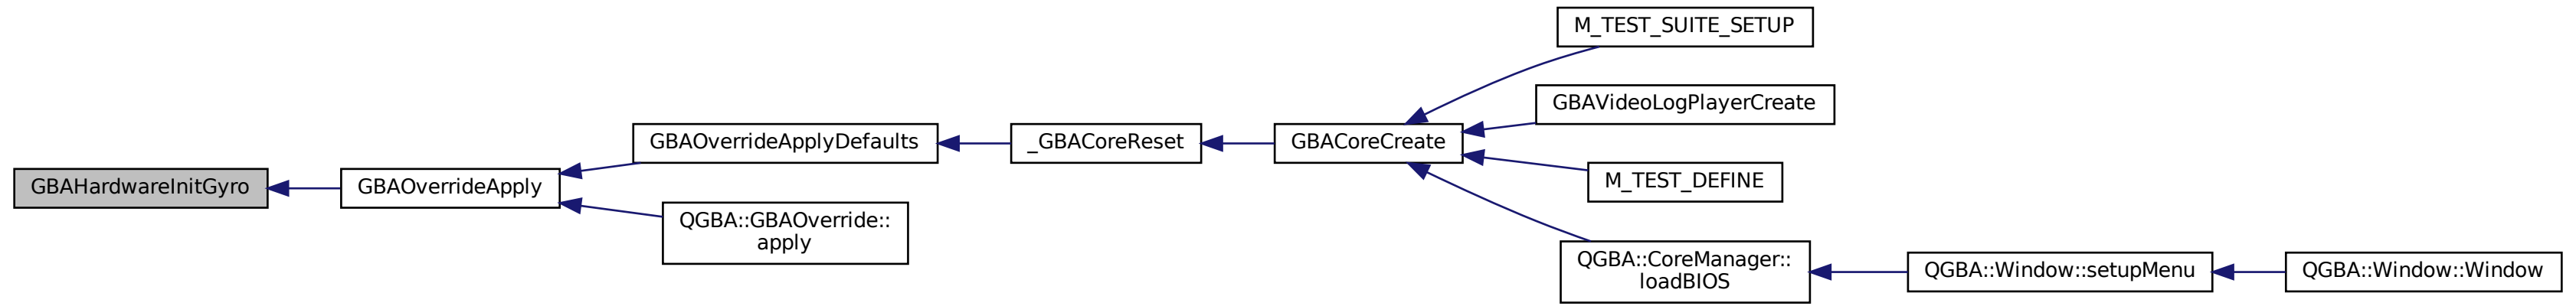 GBAHardwareInitGyro
GBAOverrideApply
GBAOverrideApplyDefaults
QGBA::GBAOverride::
apply
_GBACoreReset
GBACoreCreate
M_TEST_SUITE_SETUP
GBAVideoLogPlayerCreate
M_TEST_DEFINE
QGBA::CoreManager::
loadBIOS
QGBA::Window::setupMenu
QGBA::Window::Window